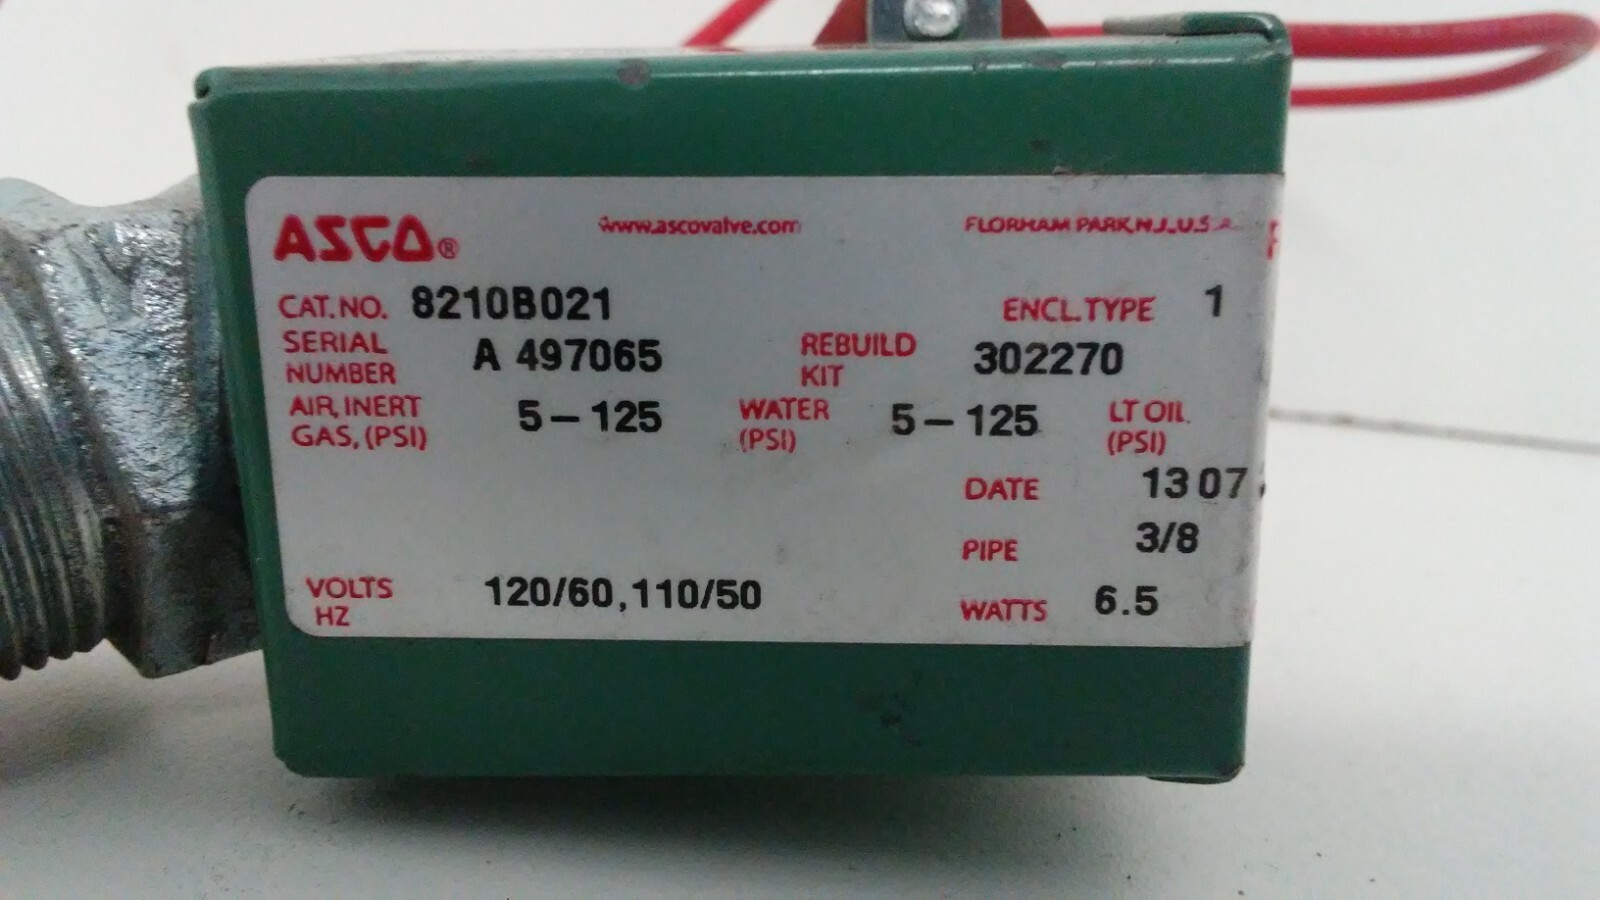 ASCO® www.ascovalve.com FLORHAM PARK, N.J., U.S.A.
CAT. NO. 8210B021 ENCL. TYPE 1
SERIAL NUMBER A 497065 REBUILD KIT 302270
AIR, INERT GAS, (PSI) 5-125 WATER (PSI) 5-125 LT OIL (PSI)
DATE 13 07
PIPE 3/8
VOLTS HZ 120/60, 110/50 WATTS 6.5